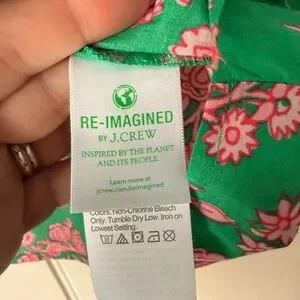 RE-IMAGINED
BY J.CREW
INSPIRED BY THE PLANET
AND ITS PEOPLE.
Learn more at
jcrew.com/reimagined
Colors. Non-Chlorine Bleach
Only. Tumble Dry Low. Iron on
Lowest Setting.